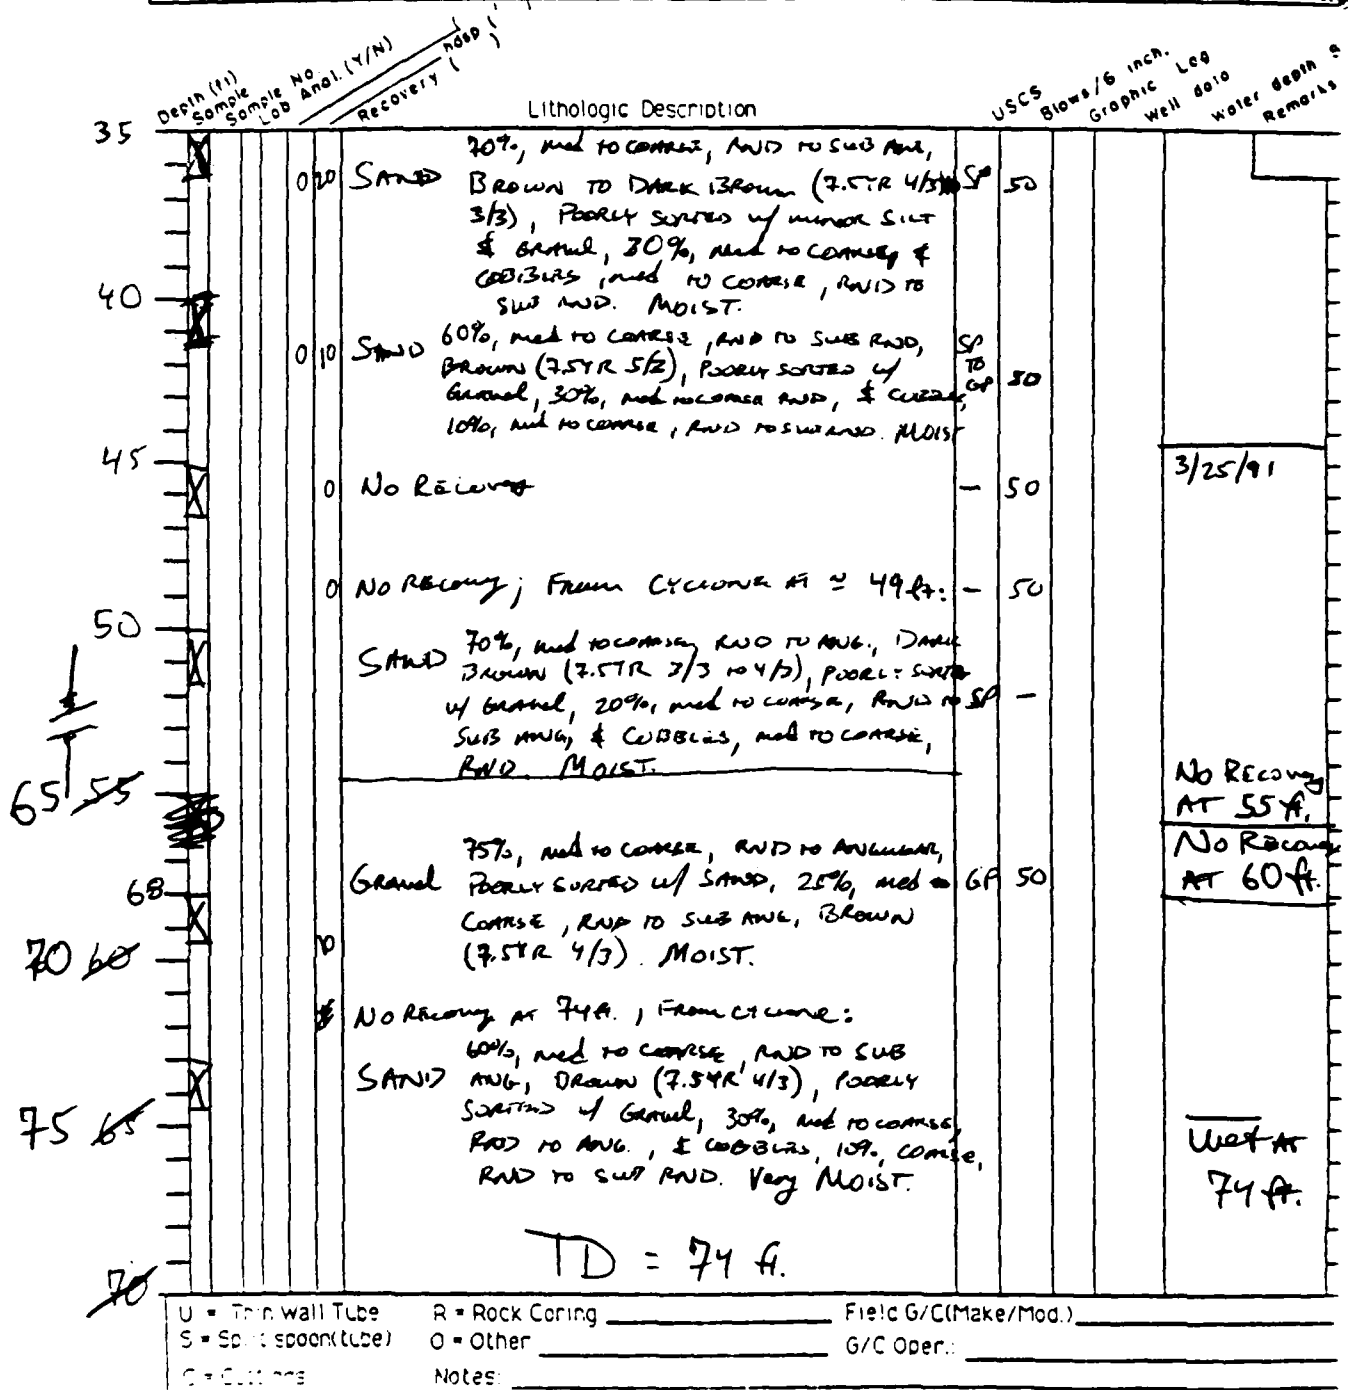 Depth (ft)
Sample
Sample No.
Lab Anal. (Y/N)
Recovery (
USCS
Blows/6 inch.
Graphic Log
Well data
Water depth &
Remarks
Lithologic Description
35
70%, med to coarse, RND to SUB ANG,
0 20 SAND BROWN TO DARK BROWN (7.5YR 4/3 SP 50
3/3), POORLY SORTED w/ minor SILT
& GRAVEL, 30%, med to coarse, &
COBBLES, med to coarse, RND to
40
SUB RND. MOIST.
0 10 SAND 60%, med to coarse, RND to SUB RND, SP TO GP
BROWN (7.5YR 5/2), POORLY SORTED w/ 80
Gravel, 30%, med to coarse RND, & cobbles,
10%, med to coarse, RND to SUB RND. MOIST
45
3/25/91
0 No Recovery - 50
0 No Recovery; From CYCLONE AT ≈ 49 ft: - 50
50
SAND 70%, med to coarse, RND TO ANG., DARK
BROWN (7.5YR 3/3 to 4/3), POORLY SORTED
w/ Gravel, 20%, med to coarse, RND to SP -
SUB ANG, & COBBLES, med to COARSE,
RND. MOIST.
65 55
No Recovery
AT 55 ft.
No Recovery
AT 60 ft.
75%, med to coarse, RND to ANGULAR,
68 Gravel POORLY SORTED w/ SAND, 25%, med to GP 50
COARSE, RND to SUB ANG, BROWN
70 60 (7.5YR 4/3). MOIST.
No Recovery AT 74 ft., From cyclone:
60%, med to coarse, RND TO SUB
SAND ANG, BROWN (7.5YR 4/3), POORLY
SORTED w/ Gravel, 30%, med to coarse,
75 65
RND to ANG., & COBBLES, 10%, coarse,
RND to SUB RND. Very MOIST.
Wet AT
74 ft.
TD = 74 ft.
70
U = Thin wall Tube R = Rock Coring Field G/C(Make/Mod.)
S = Split spoon(tube) O = Other G/C Oper.:
C = Cuttings Notes: